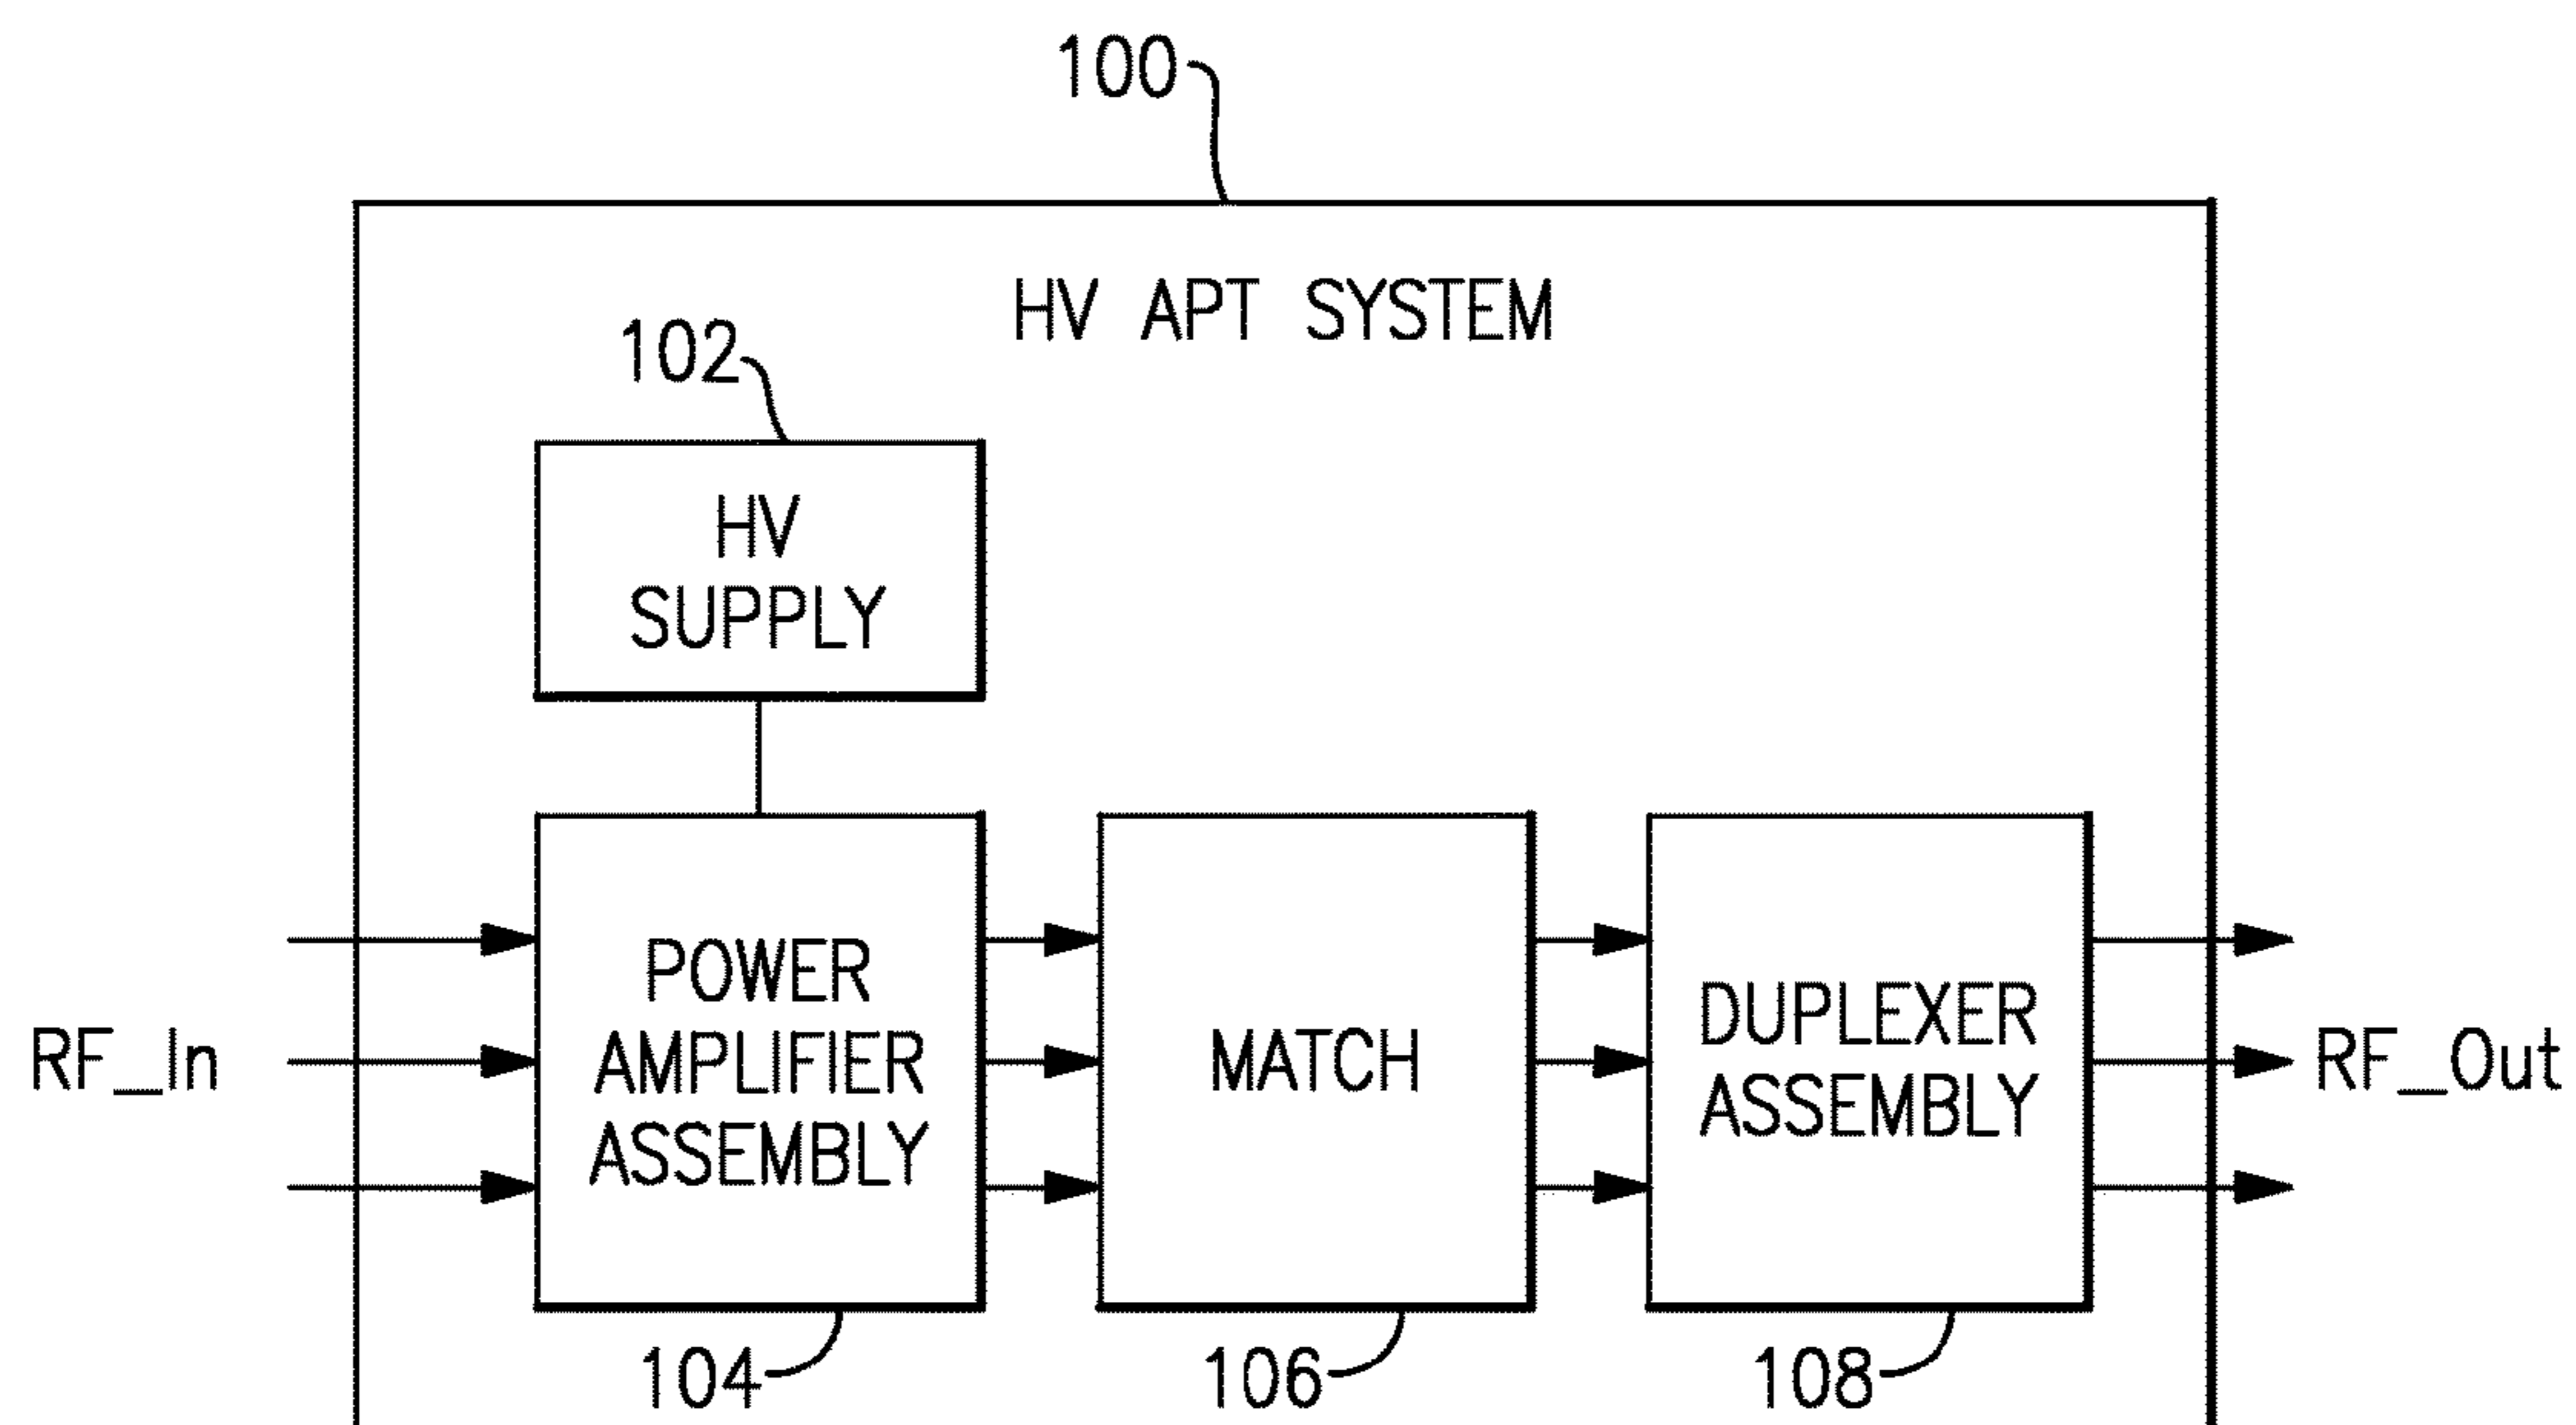 100
HV APT SYSTEM
102
HV
SUPPLY
RF_In
POWER
AMPLIFIER
ASSEMBLY
MATCH
DUPLEXER
ASSEMBLY
RF_Out
104
106
108